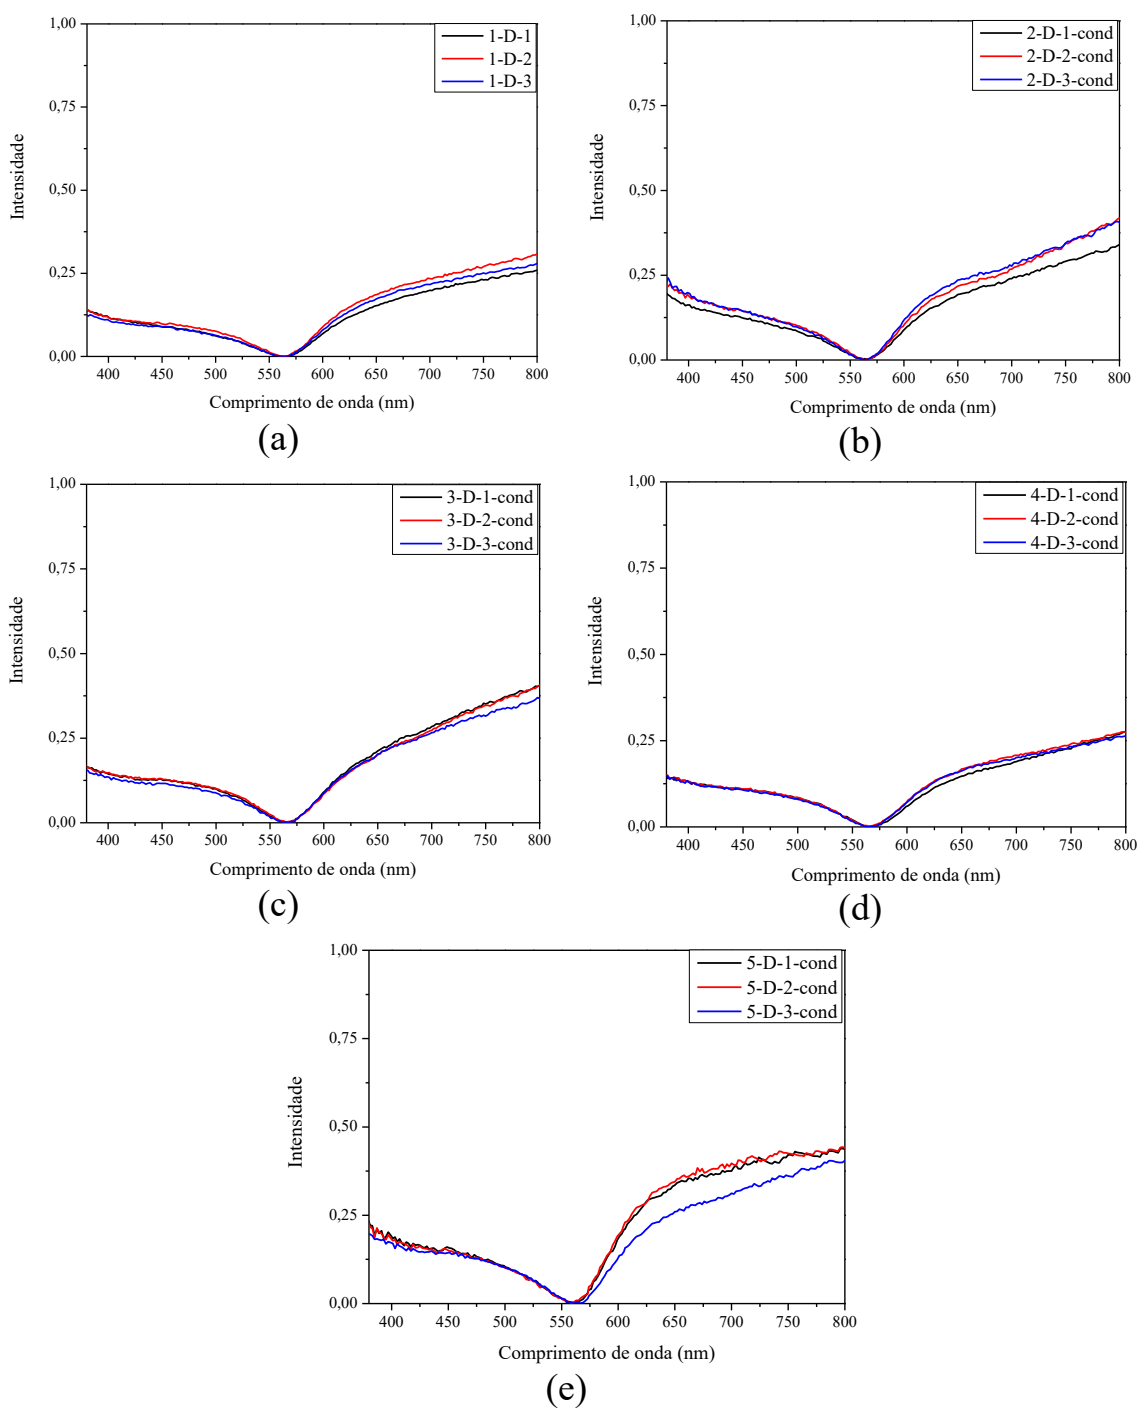 1,00
0,75
0,50
0,25
0,00
Intensidade
1-D-1
1-D-2
1-D-3
400 450 500 550 600 650 700 750 800
Comprimento de onda (nm)
(a)
1,00
0,75
0,50
0,25
0,00
Intensidade
2-D-1-cond
2-D-2-cond
2-D-3-cond
400 450 500 550 600 650 700 750 800
Comprimento de onda (nm)
(b)
1,00
0,75
0,50
0,25
0,00
Intensidade
3-D-1-cond
3-D-2-cond
3-D-3-cond
400 450 500 550 600 650 700 750 800
Comprimento de onda (nm)
(c)
1,00
0,75
0,50
0,25
0,00
Intensidade
4-D-1-cond
4-D-2-cond
4-D-3-cond
400 450 500 550 600 650 700 750 800
Comprimento de onda (nm)
(d)
1,00
0,75
0,50
0,25
0,00
Intensidade
5-D-1-cond
5-D-2-cond
5-D-3-cond
400 450 500 550 600 650 700 750 800
Comprimento de onda (nm)
(e)